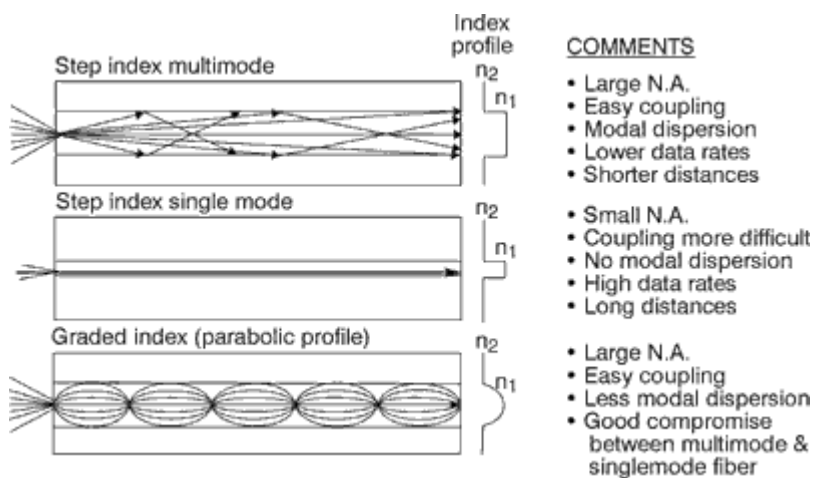 Index
profile
COMMENTS
Step index multimode
n2
n1
• Large N.A.
• Easy coupling
• Modal dispersion
• Lower data rates
• Shorter distances
Step index single mode
n2
n1
• Small N.A.
• Coupling more difficult
• No modal dispersion
• High data rates
• Long distances
Graded index (parabolic profile)
n2
n1
• Large N.A.
• Easy coupling
• Less modal dispersion
• Good compromise
between multimode &
singlemode fiber